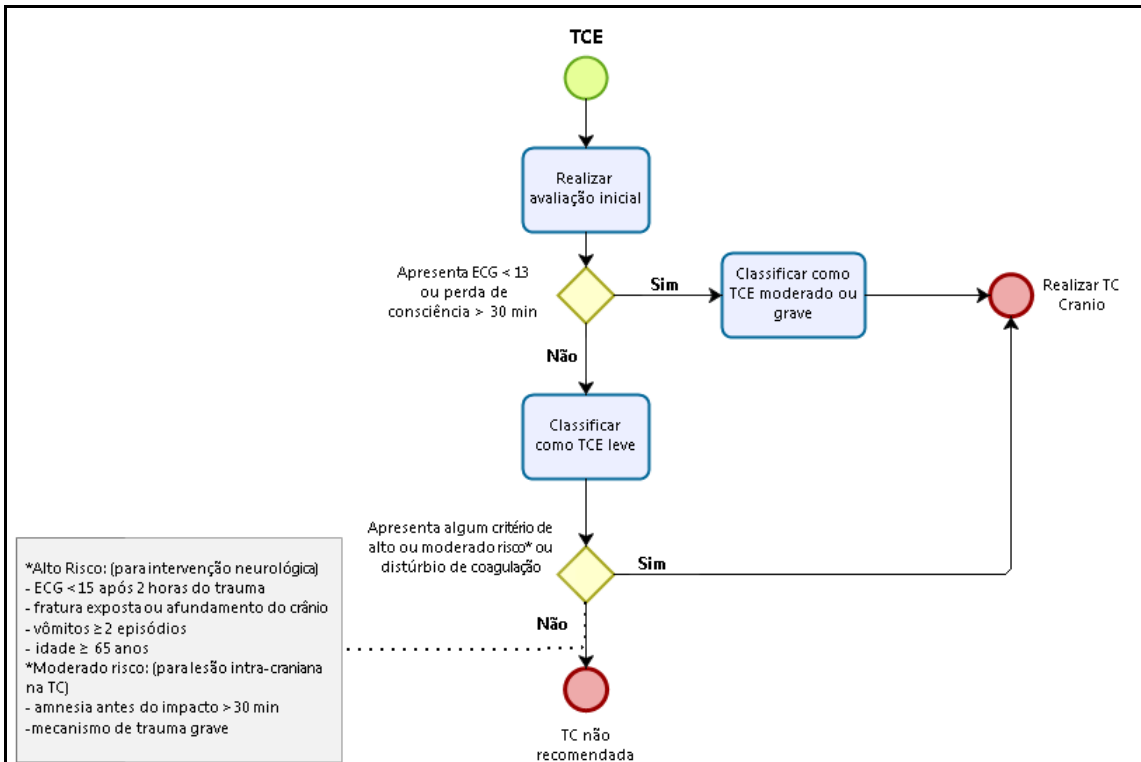 TCE
Realizar
avaliação inicial
Apresenta ECG < 13
ou perda de
consciência > 30 min
Sim
Classificar como
TCE moderado ou
grave
Realizar TC
Cranio
Não
Classificar
como TCE leve
Apresenta algum critério de
alto ou moderado risco* ou
distúrbio de coagulação
Sim
Não
*Alto Risco: (para intervenção neurológica)
- ECG < 15 após 2 horas do trauma
- fratura exposta ou afundamento do crânio
- vômitos ≥ 2 episódios
- idade ≥ 65 anos
*Moderado risco: (para lesão intra-craniana
na TC)
- amnesia antes do impacto > 30 min
-mecanismo de trauma grave
TC não
recomendada